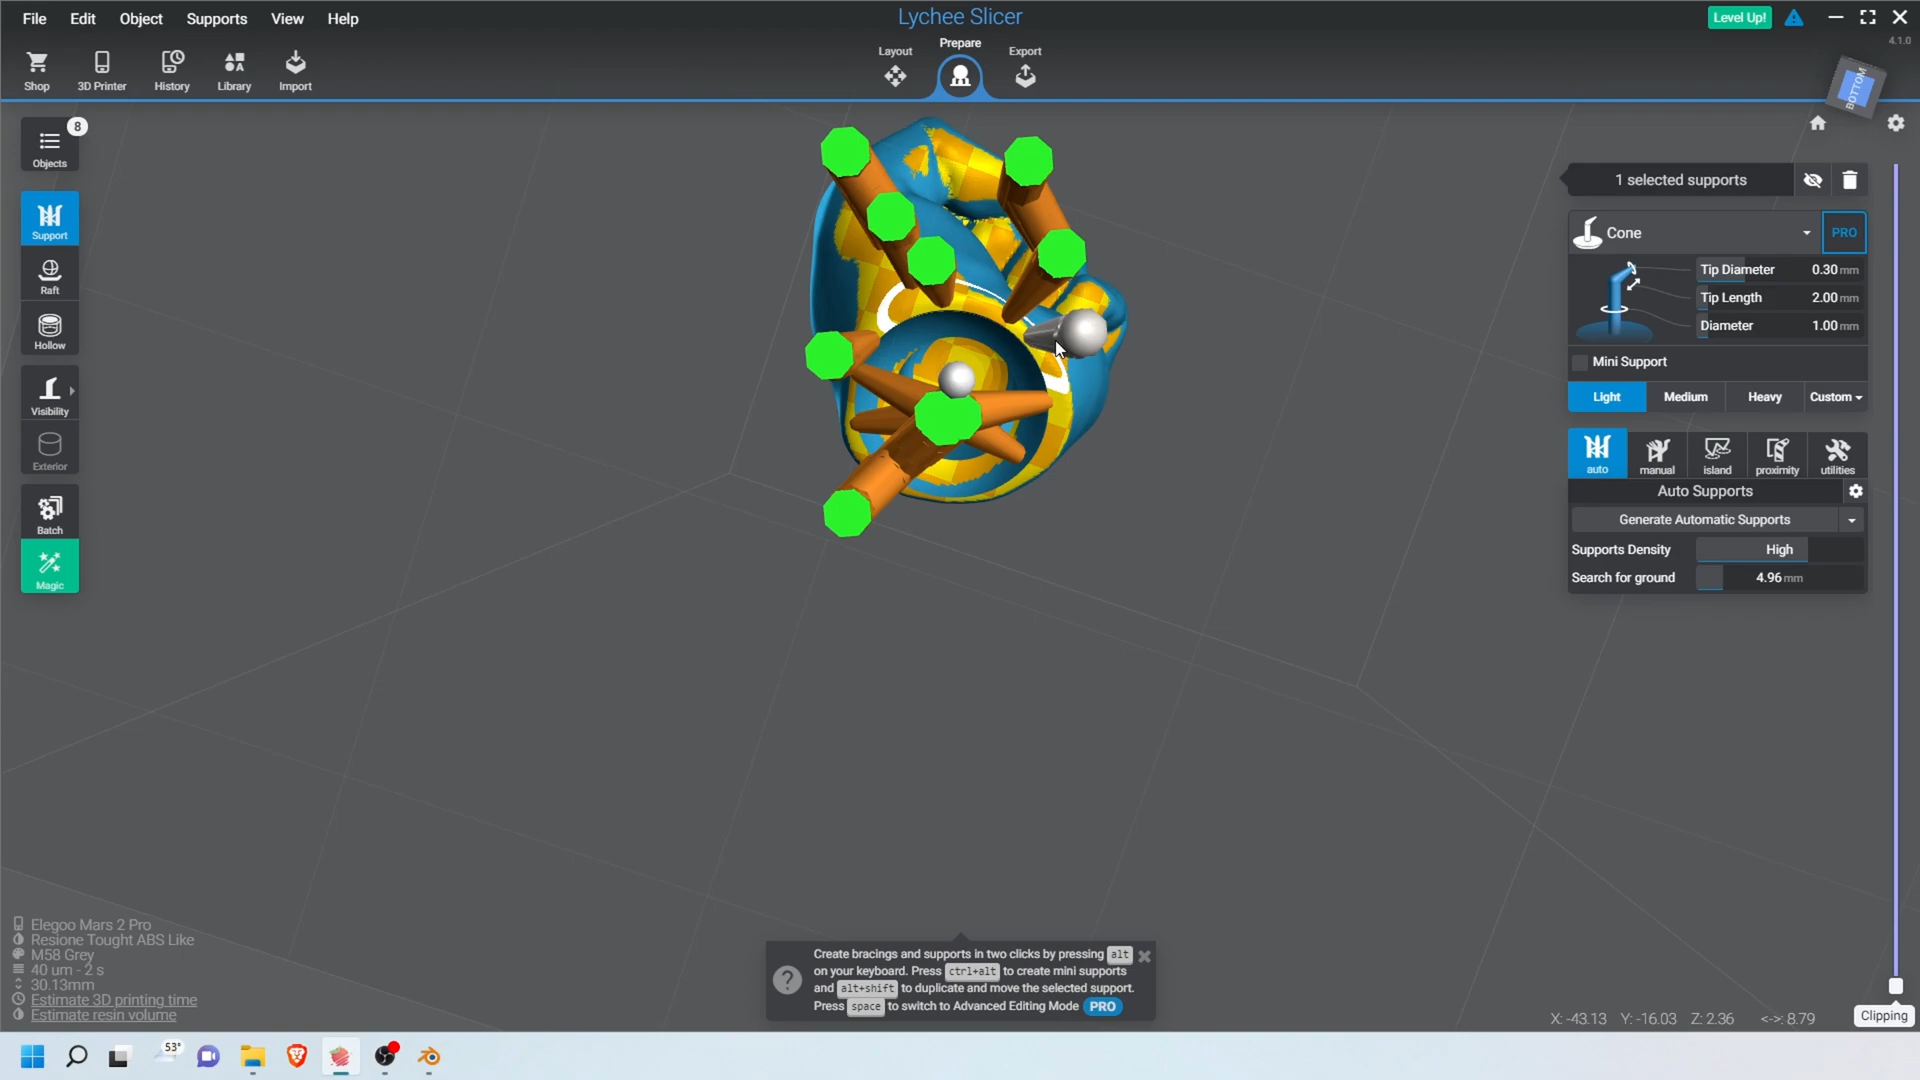 File Edit Object Supports View Help
Lychee Slicer
Level Up!
4.1.0
Shop 3D Printer History Library Import
Layout Prepare Export
BOTTOM
8
Objects
Support
Raft
Hollow
Visibility
Exterior
Batch
Magic
1 selected supports
Cone PRO
Tip Diameter 0.30 mm
Tip Length 2.00 mm
Diameter 1.00 mm
Mini Support
Light Medium Heavy Custom
auto manual island proximity utilities
Auto Supports
Generate Automatic Supports
Supports Density High
Search for ground 4.96 mm
Elegoo Mars 2 Pro
Resione Tought ABS Like
M58 Grey
40 um - 2 s
30.13mm
Estimate 3D printing time
Estimate resin volume
? Create bracings and supports in two clicks by pressing alt
on your keyboard. Press ctrl+alt to create mini supports
and alt+shift to duplicate and move the selected support.
Press space to switch to Advanced Editing Mode PRO
X: -43.13 Y: -16.03 Z: 2.36 <->: 8.79
Clipping
53°